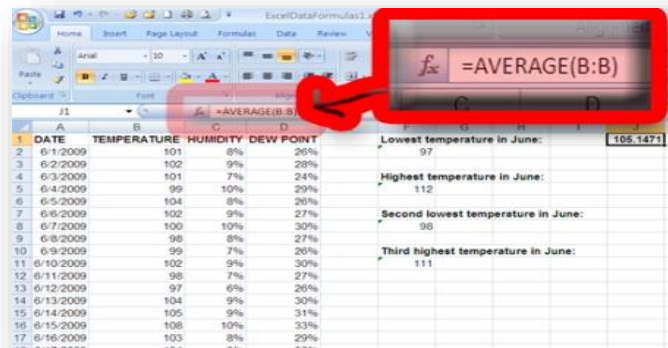 ExcelDataFormulas1.x
Home Insert Page Layout Formulas Data Review V
Arial 10 A A
Paste B I U A
Clipboard Font
J1 fx =AVERAGE(B:B)
fx =AVERAGE(B:B)
C D
A B C D
1 DATE TEMPERATURE HUMIDITY DEW POINT Lowest temperature in June: 105.1471
2 6/1/2009 101 8% 26% 97
3 6/2/2009 102 9% 28%
4 6/3/2009 101 7% 24% Highest temperature in June:
5 6/4/2009 99 10% 29% 112
6 6/5/2009 104 8% 26%
7 6/6/2009 102 9% 27% Second lowest temperature in June:
8 6/7/2009 100 10% 30% 98
9 6/8/2009 98 8% 27%
10 6/9/2009 99 7% 26% Third highest temperature in June:
11 6/10/2009 102 9% 30% 111
12 6/11/2009 98 7% 27%
13 6/12/2009 97 6% 26%
14 6/13/2009 104 9% 30%
15 6/14/2009 105 9% 31%
16 6/15/2009 108 10% 33%
17 6/16/2009 103 8% 29%